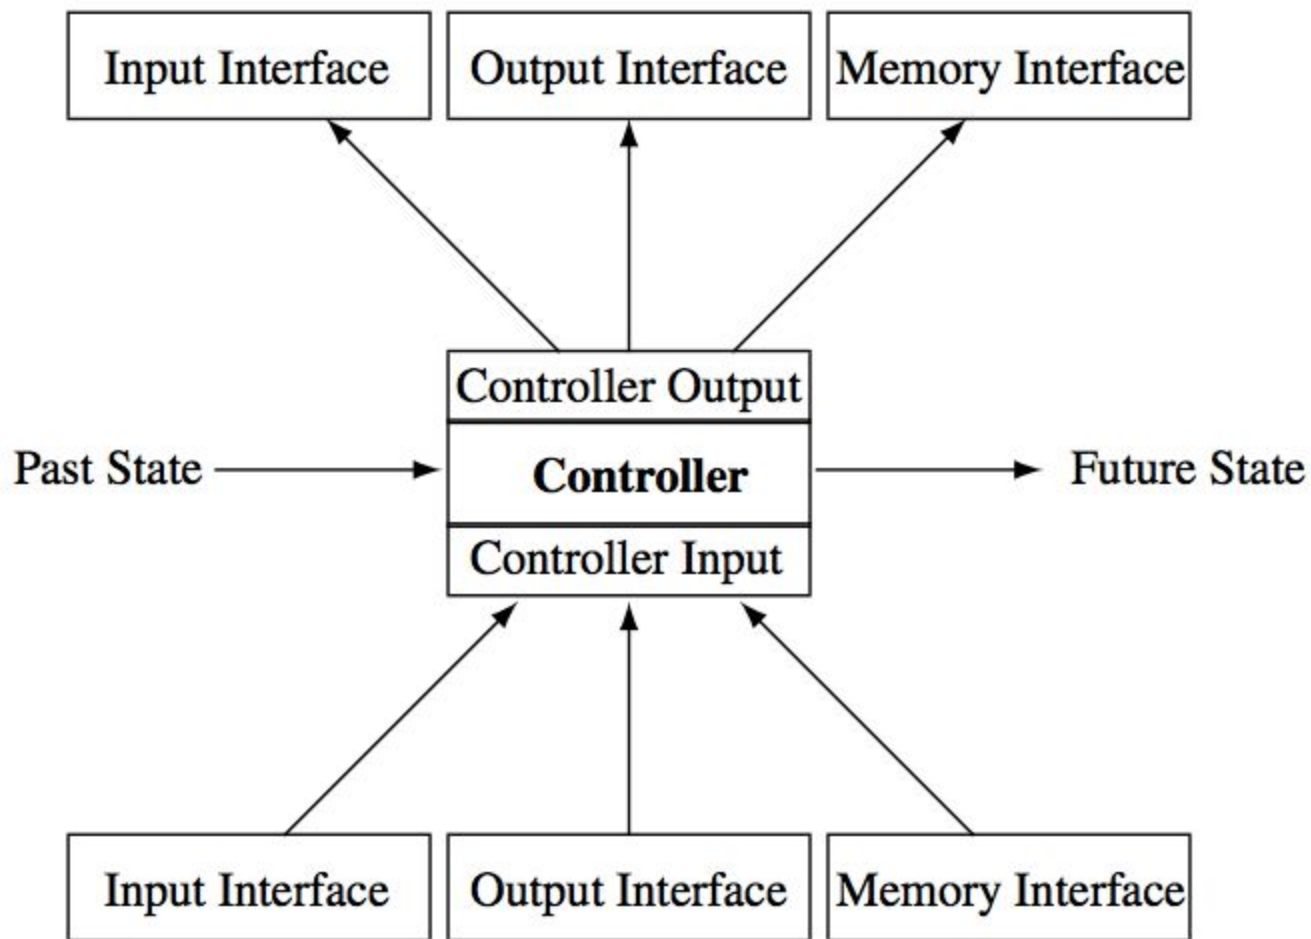 Input Interface
Output Interface
Memory Interface
Controller Output
Past State
Controller
Future State
Controller Input
Input Interface
Output Interface
Memory Interface